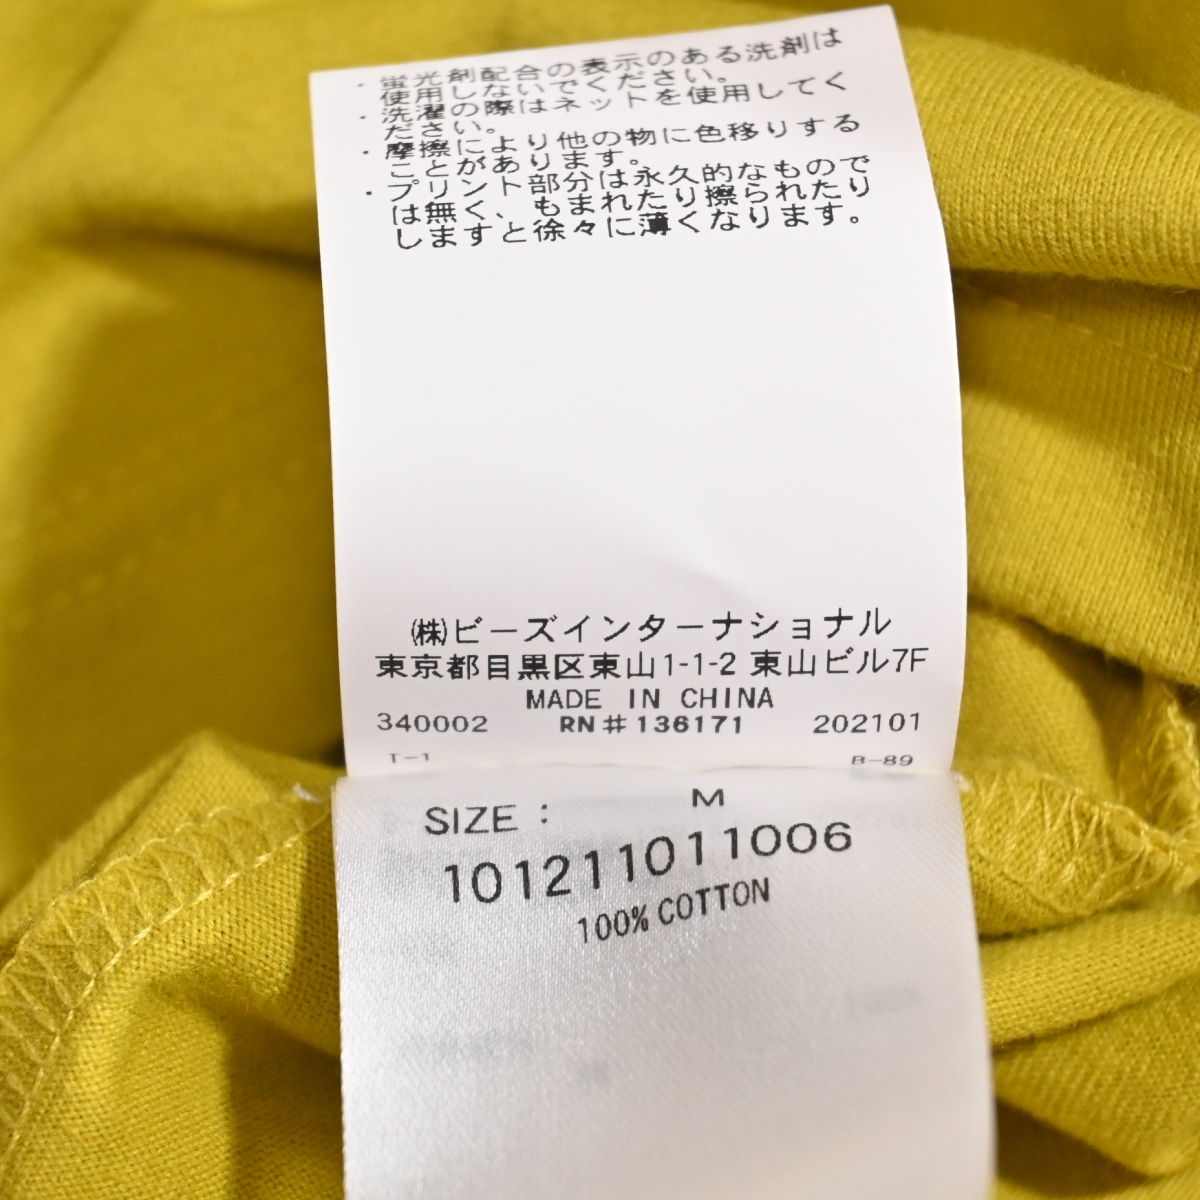 ・蛍光剤配合の表示のある洗剤は
使用しないでください。
・洗濯の際はネットを使用してく
ださい。
・摩擦により他の物に色移りする
ことがあります。
・プリント部分は永久的なもので
は無く、もまれたり擦られたり
しますと徐々に薄くなります。
㈱ビーズインターナショナル
東京都目黒区東山1-1-2 東山ビル7F
MADE IN CHINA
340002 RN#136171 202101
T-1 B-89
SIZE : M
101211011006
100% COTTON